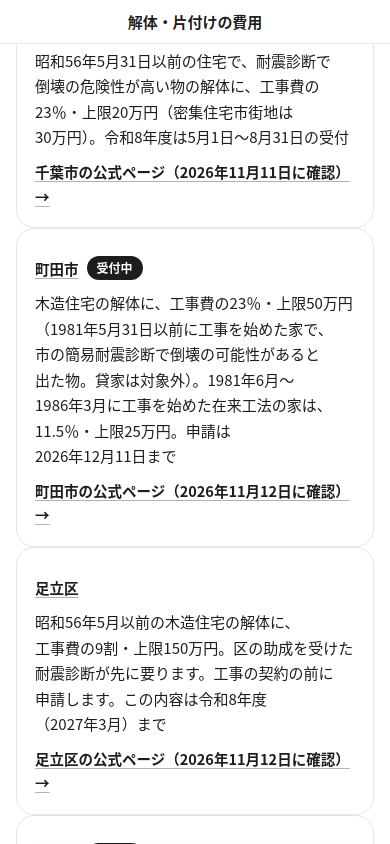 解体・片付けの費用
昭和56年5月31日以前の住宅で、耐震診断で
倒壊の危険性が高い物の解体に、工事費の
23%・上限20万円（密集住宅市街地は
30万円）。令和8年度は5月1日〜8月31日の受付
千葉市の公式ページ（2026年11月11日に確認）
→
町田市 受付中
木造住宅の解体に、工事費の23%・上限50万円
（1981年5月31日以前に工事を始めた家で、
市の簡易耐震診断で倒壊の可能性があると
出た物。貸家は対象外）。1981年6月〜
1986年3月に工事を始めた在来工法の家は、
11.5%・上限25万円。申請は
2026年12月11日まで
町田市の公式ページ（2026年11月12日に確認）
→
足立区
昭和56年5月以前の木造住宅の解体に、
工事費の9割・上限150万円。区の助成を受けた
耐震診断が先に要ります。工事の契約の前に
申請します。この内容は令和8年度
（2027年3月）まで
足立区の公式ページ（2026年11月12日に確認）
→